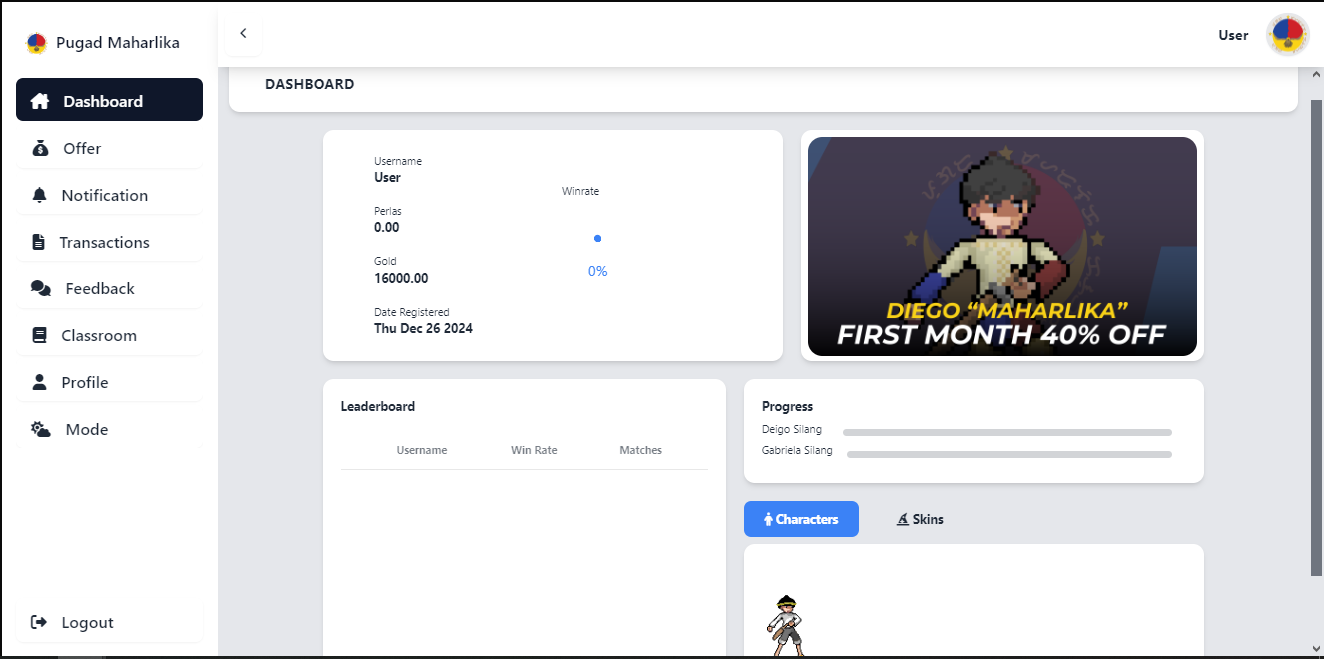 Pugad Maharlika
Dashboard
Offer
Notification
Transactions
Feedback
Classroom
Profile
Mode
Logout
User
DASHBOARD
Username
User
Perlas
0.00
Gold
16000.00
Date Registered
Thu Dec 26 2024
Winrate
0%
DIEGO “MAHARLIKA”
FIRST MONTH 40% OFF
Leaderboard
Username Win Rate Matches
Progress
Deigo Silang
Gabriela Silang
Characters
Skins